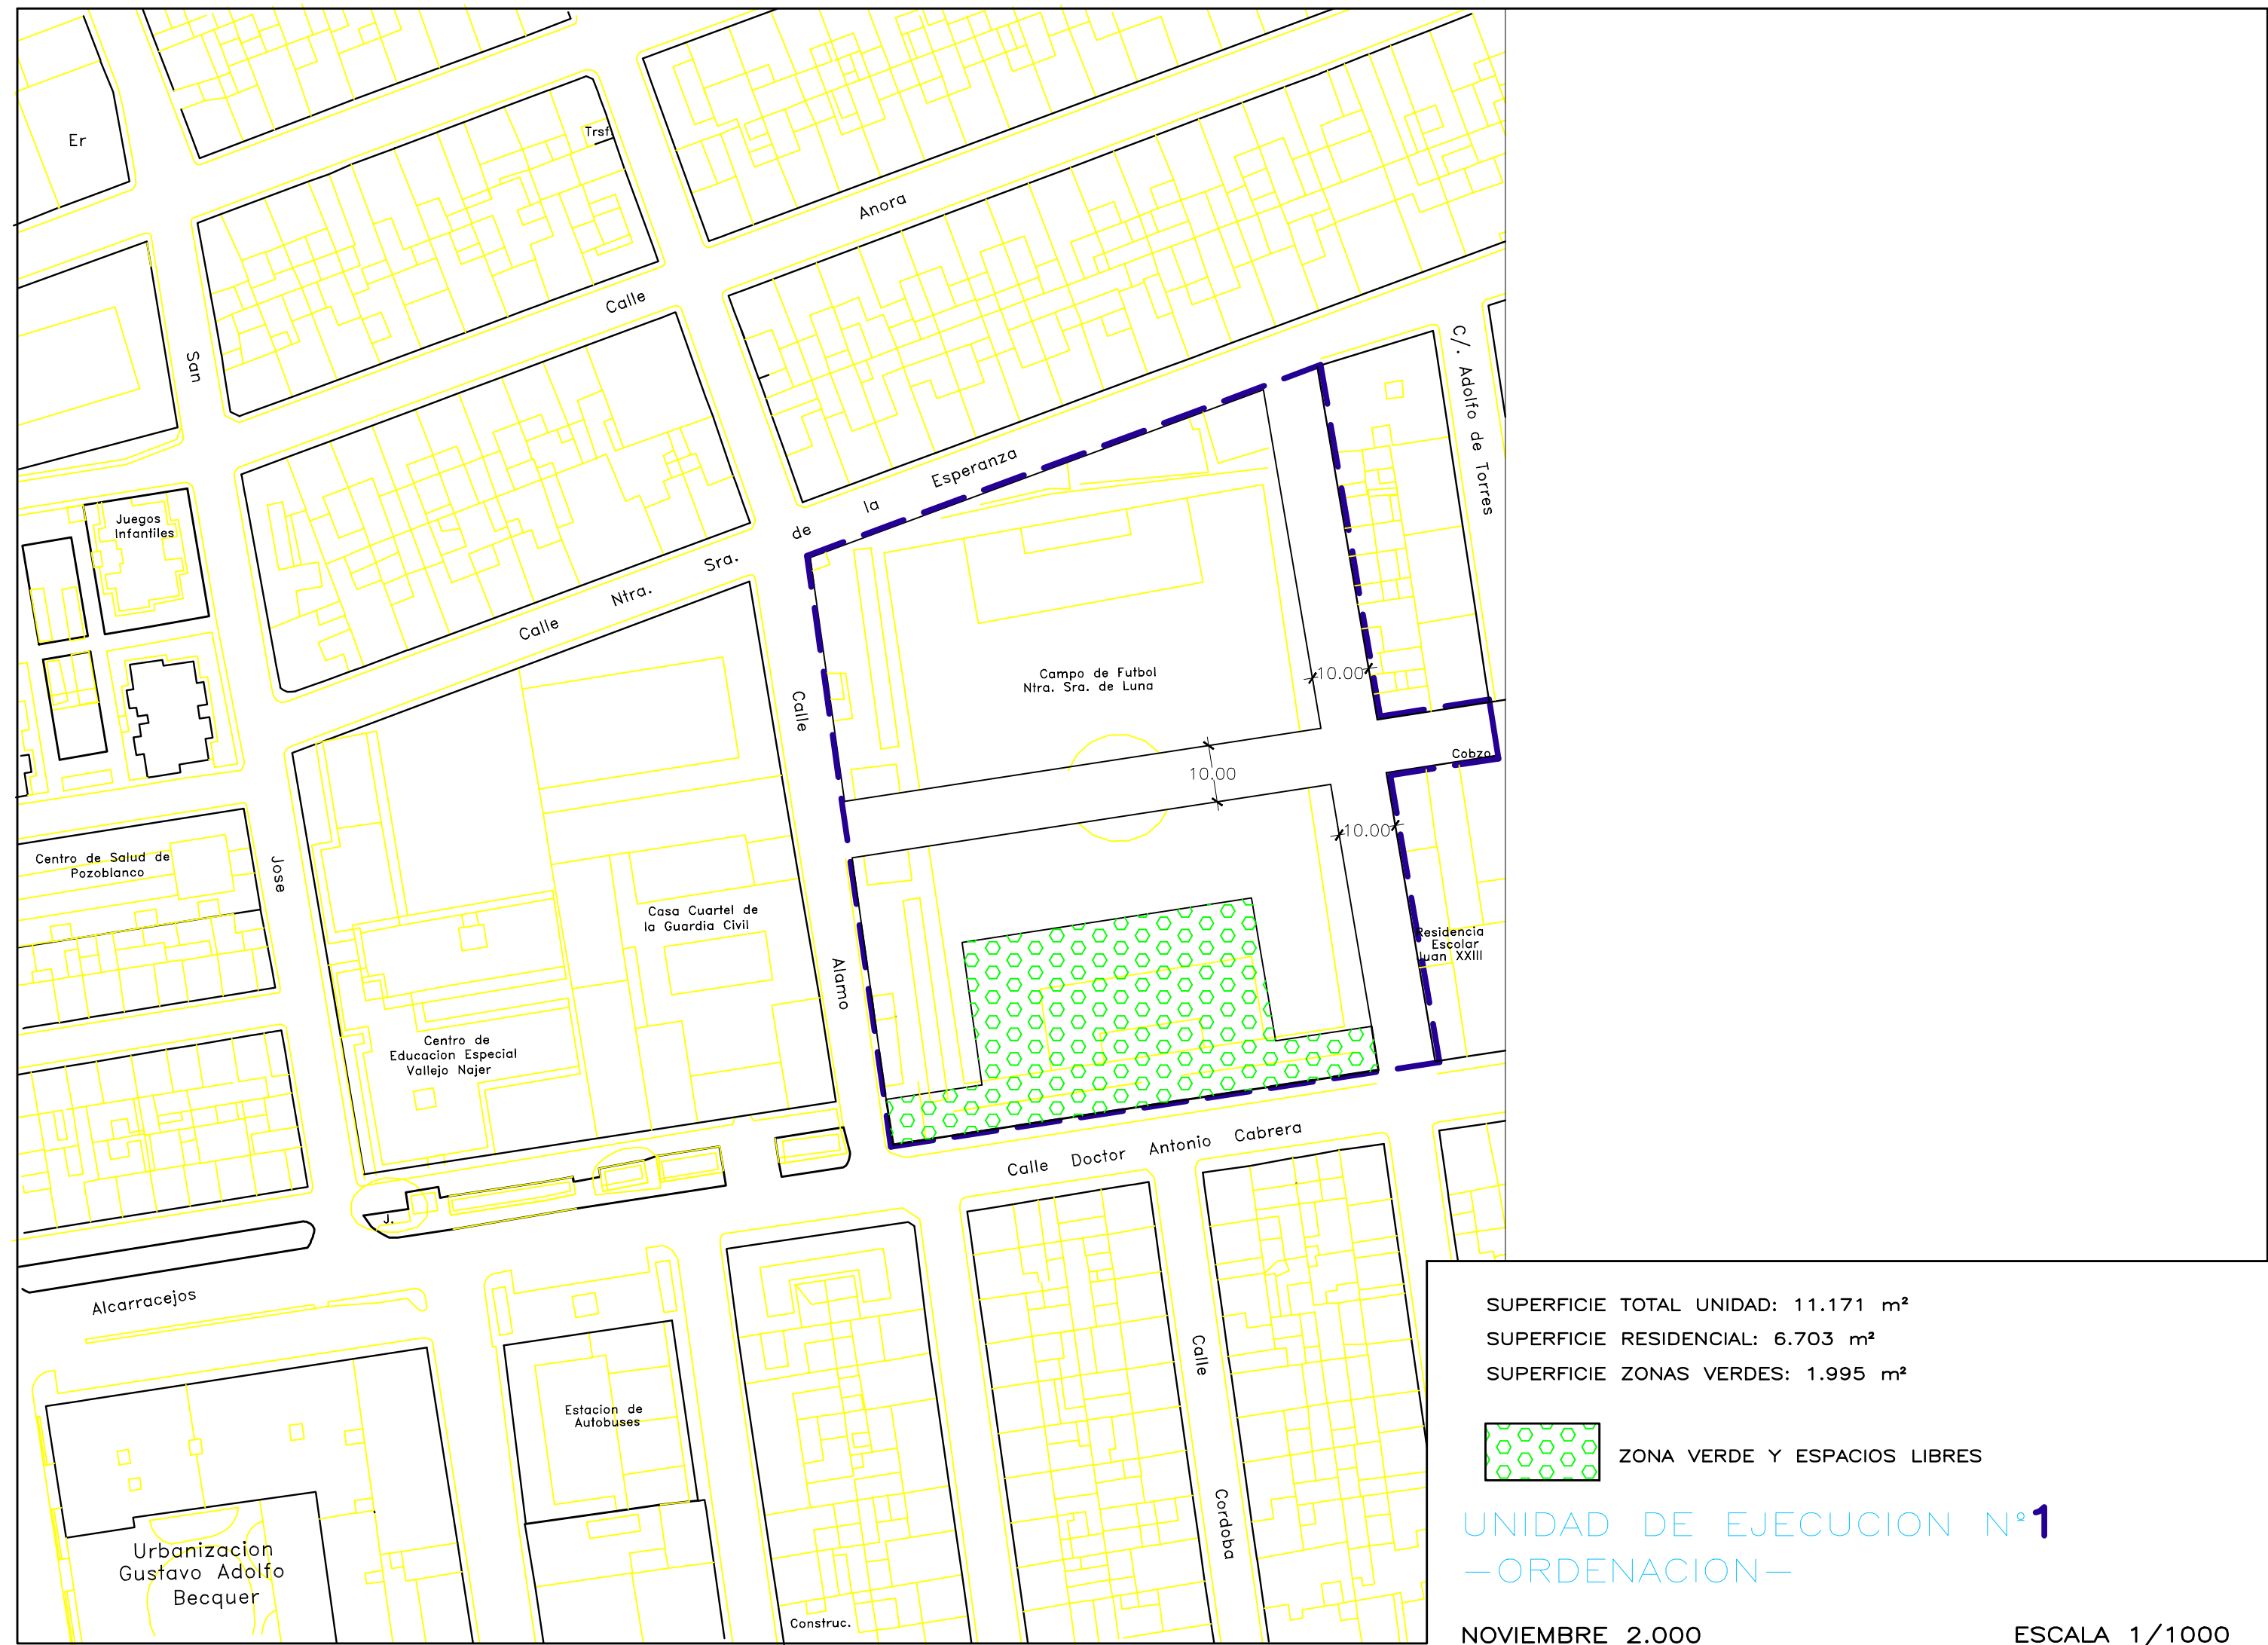 Er
Trsf.
Anora
Calle
San
C/. Adolfo de Torres
Juegos
Infantiles
Calle Ntra. Sra. de la Esperanza
Campo de Futbol
Ntra. Sra. de Luna
10.00
10.00
10.00
Cobzo
Calle
Alamo
Centro de Salud de
Pozoblanco
Jose
Casa Cuartel de
la Guardia Civil
Residencia
Escolar
Juan XXIII
Centro de
Educacion Especial
Vallejo Najer
Calle Doctor Antonio Cabrera
J.
Alcarracejos
Estacion de
Autobuses
Calle
Cordoba
Urbanizacion
Gustavo Adolfo
Becquer
Construc.
SUPERFICIE TOTAL UNIDAD: 11.171 m²
SUPERFICIE RESIDENCIAL: 6.703 m²
SUPERFICIE ZONAS VERDES: 1.995 m²
ZONA VERDE Y ESPACIOS LIBRES
UNIDAD DE EJECUCION Nº1
-ORDENACION-
NOVIEMBRE 2.000
ESCALA 1/1000